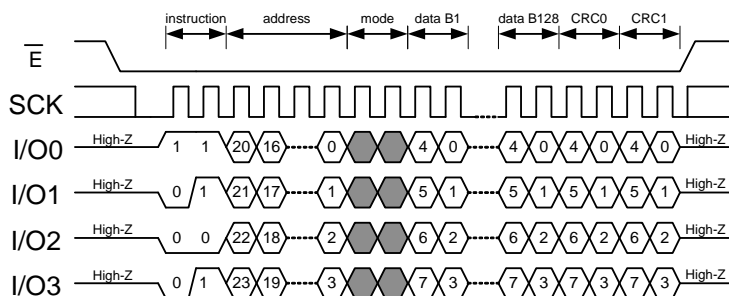 instruction address mode data B1 data B128 CRC0 CRC1
E
SCK
I/O0 High-Z 1 1 20 16 0 4 0 4 0 4 0 4 0 High-Z
I/O1 High-Z 0 1 21 17 1 5 1 5 1 5 1 5 1 High-Z
I/O2 High-Z 0 0 22 18 2 6 2 6 2 6 2 6 2 High-Z
I/O3 High-Z 0 1 23 19 3 7 3 7 3 7 3 7 3 High-Z